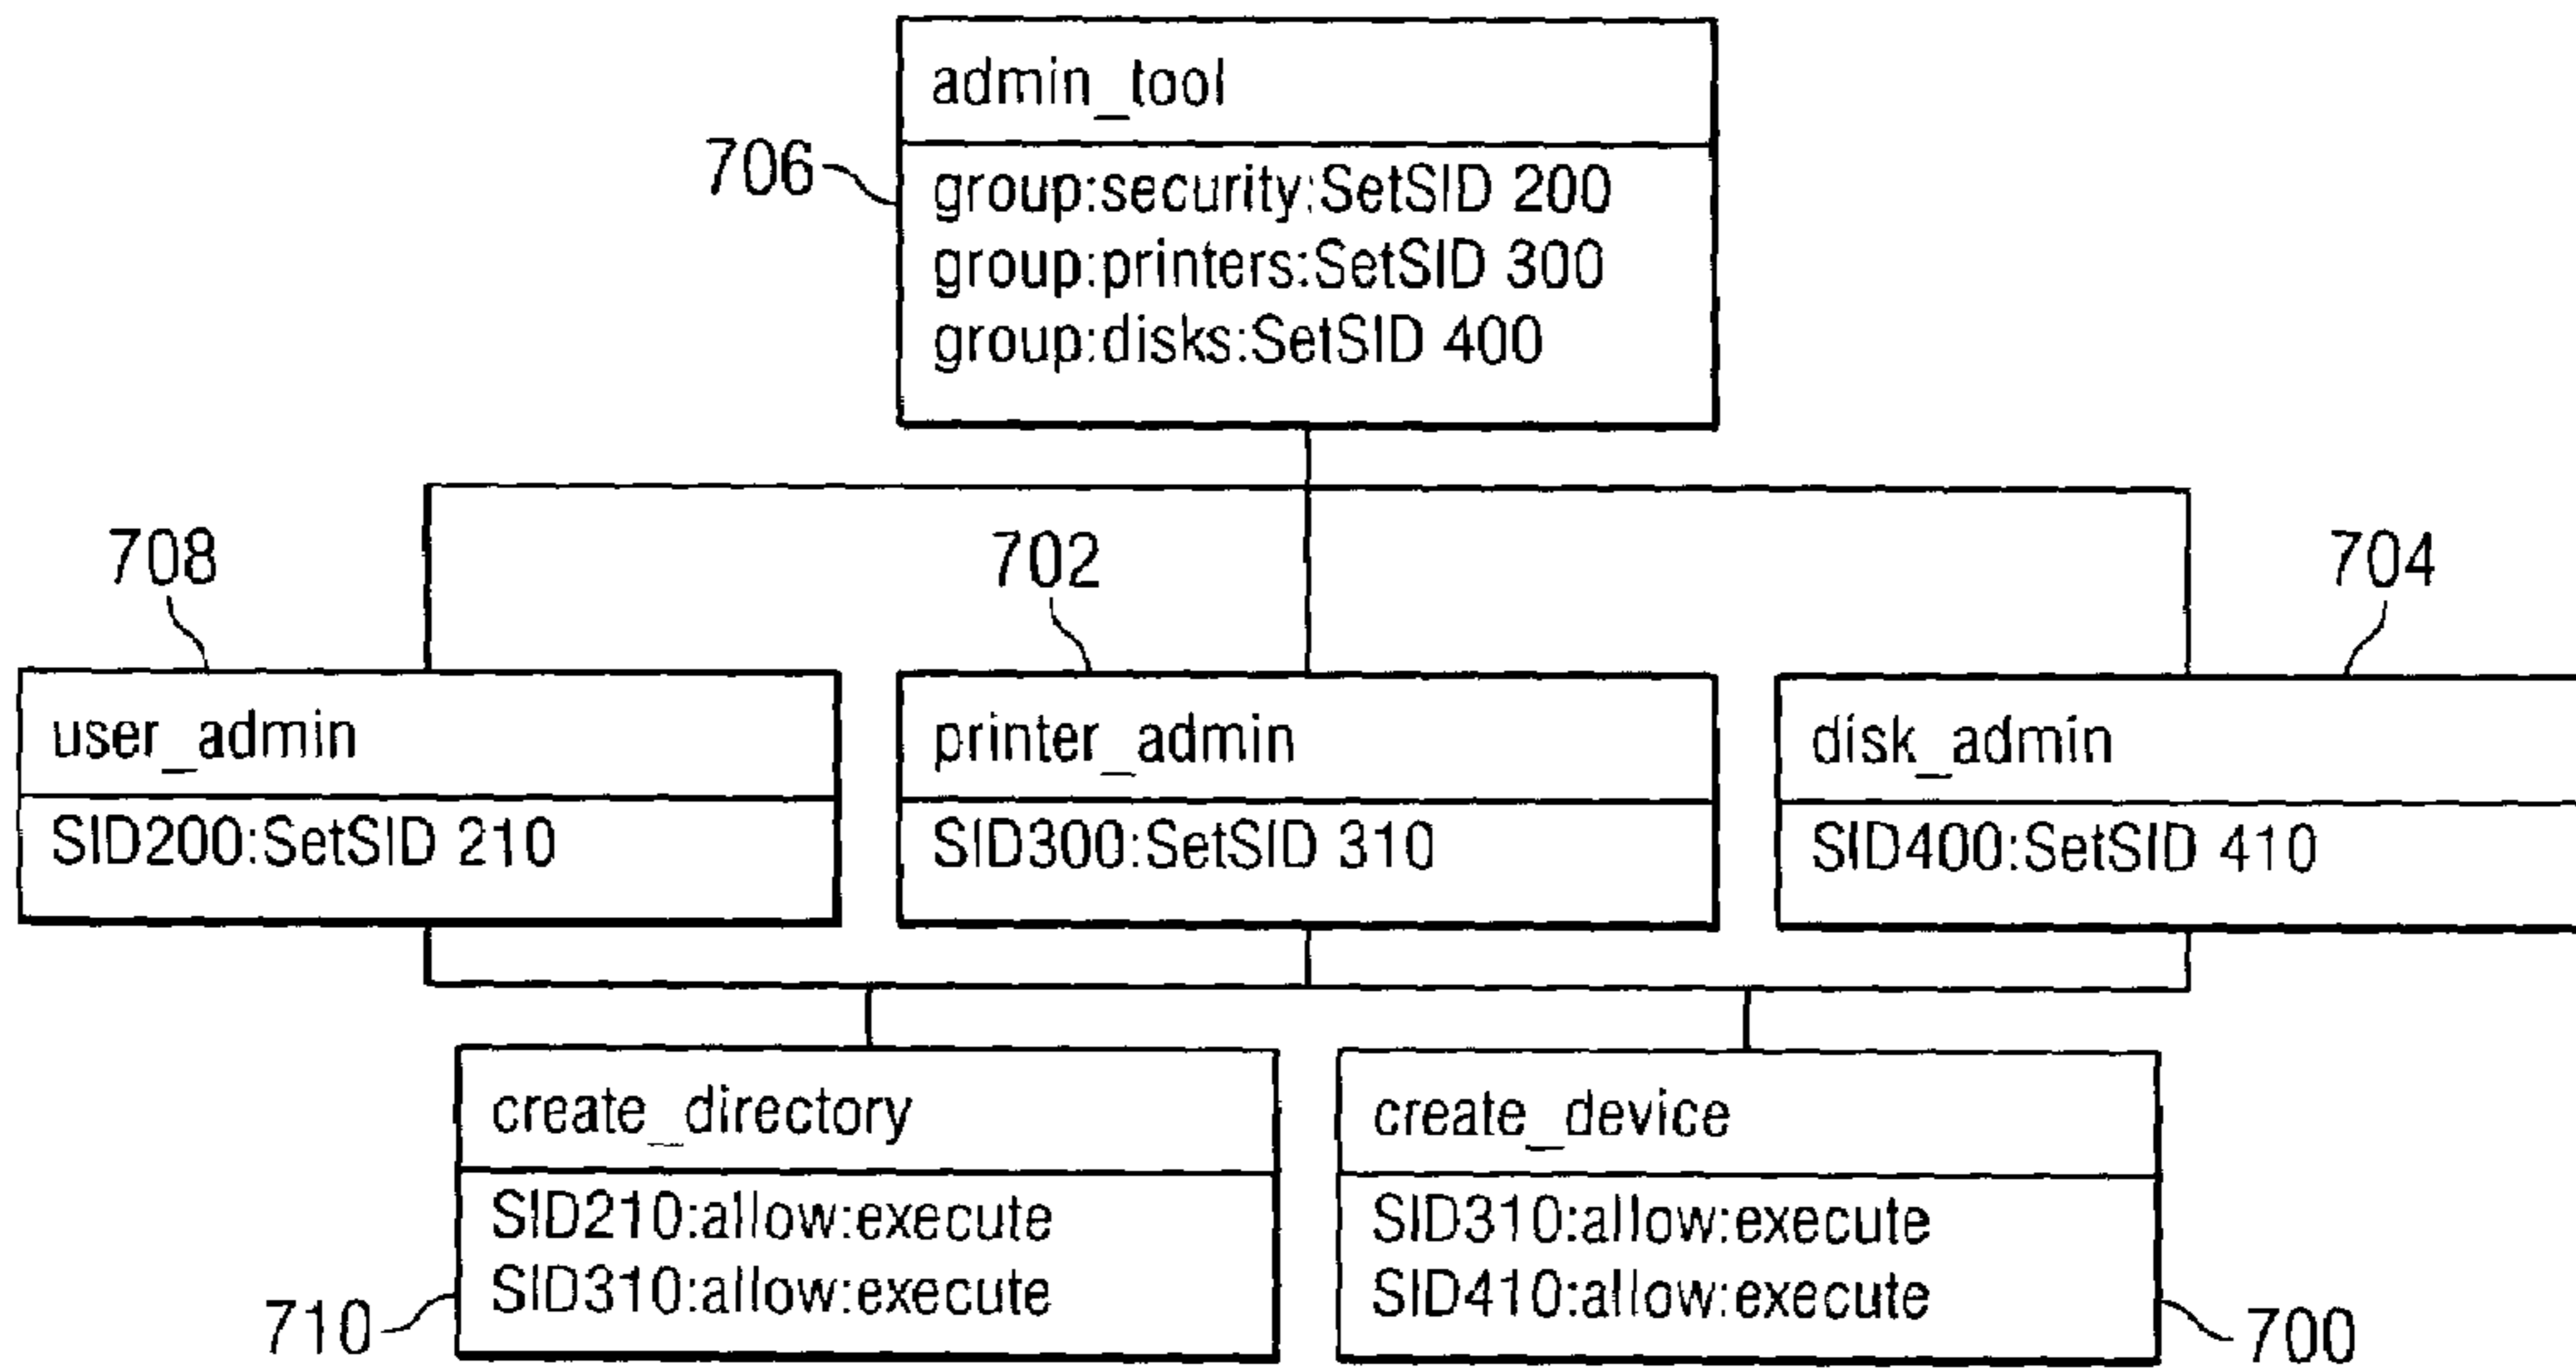 admin_tool
706
group:security:SetSID 200
group:printers:SetSID 300
group:disks:SetSID 400
708
702
704
user_admin
SID200:SetSID 210
printer_admin
SID300:SetSID 310
disk_admin
SID400:SetSID 410
create_directory
SID210:allow:execute
SID310:allow:execute
710
create_device
SID310:allow:execute
SID410:allow:execute
700